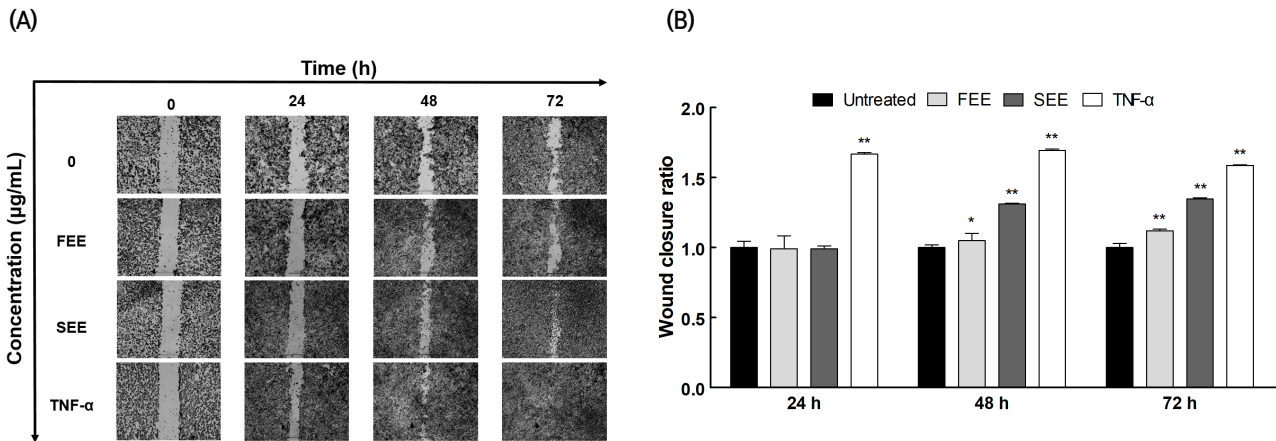 (A)
Time (h)
0 24 48 72
Concentration (µg/mL)
0
FEE
SEE
TNF-α
(B)
Untreated FEE SEE TNF-α
Wound closure ratio
2.0
1.5
1.0
0.5
0.0
** ** **
* ** ** **
24 h 48 h 72 h